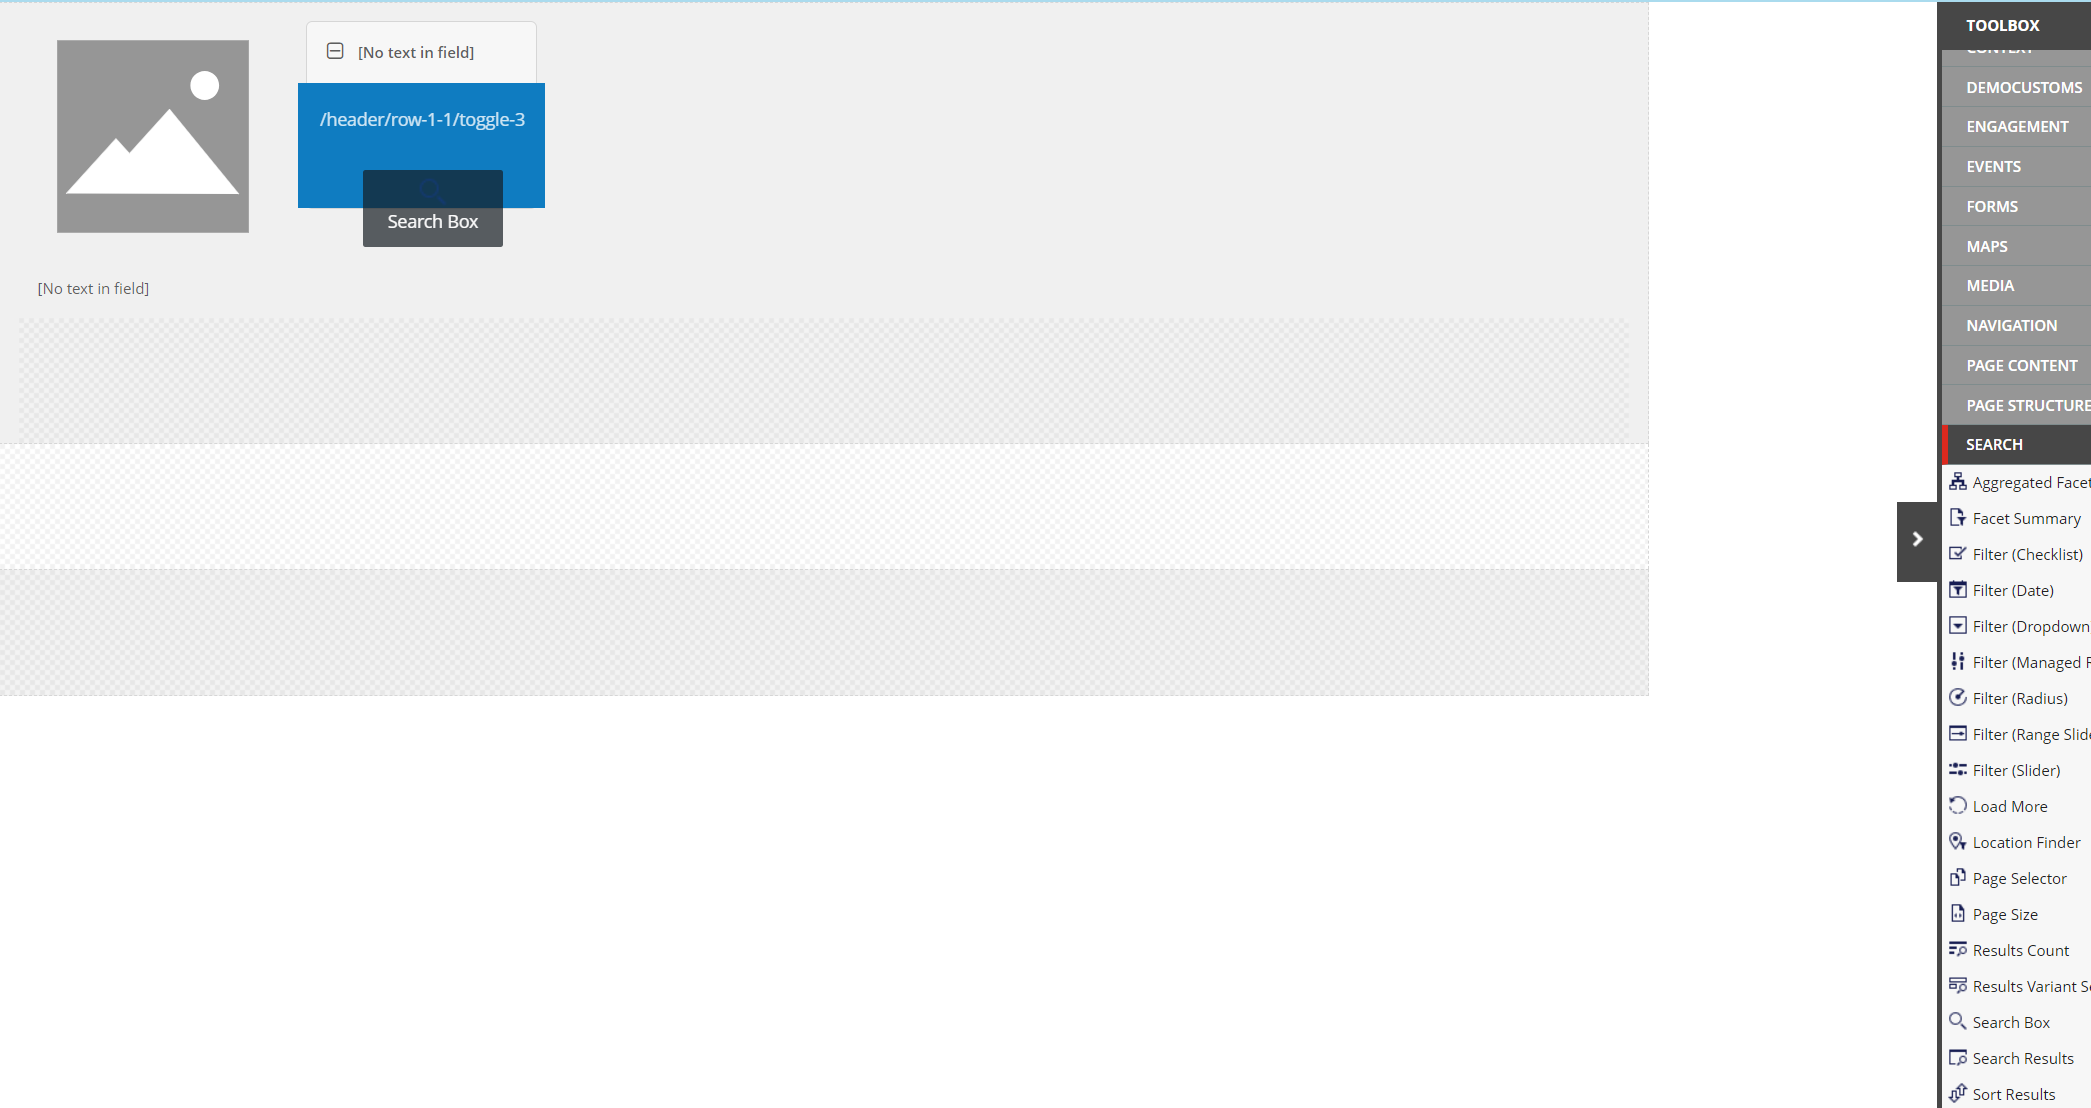 [No text in field]
/header/row-1-1/toggle-3
Search Box
[No text in field]
TOOLBOX
CONTEXT
DEMOCUSTOMS
ENGAGEMENT
EVENTS
FORMS
MAPS
MEDIA
NAVIGATION
PAGE CONTENT
PAGE STRUCTURE
SEARCH
Aggregated Facet
Facet Summary
Filter (Checklist)
Filter (Date)
Filter (Dropdown
Filter (Managed
Filter (Radius)
Filter (Range Slide
Filter (Slider)
Load More
Location Finder
Page Selector
Page Size
Results Count
Results Variant Se
Search Box
Search Results
Sort Results